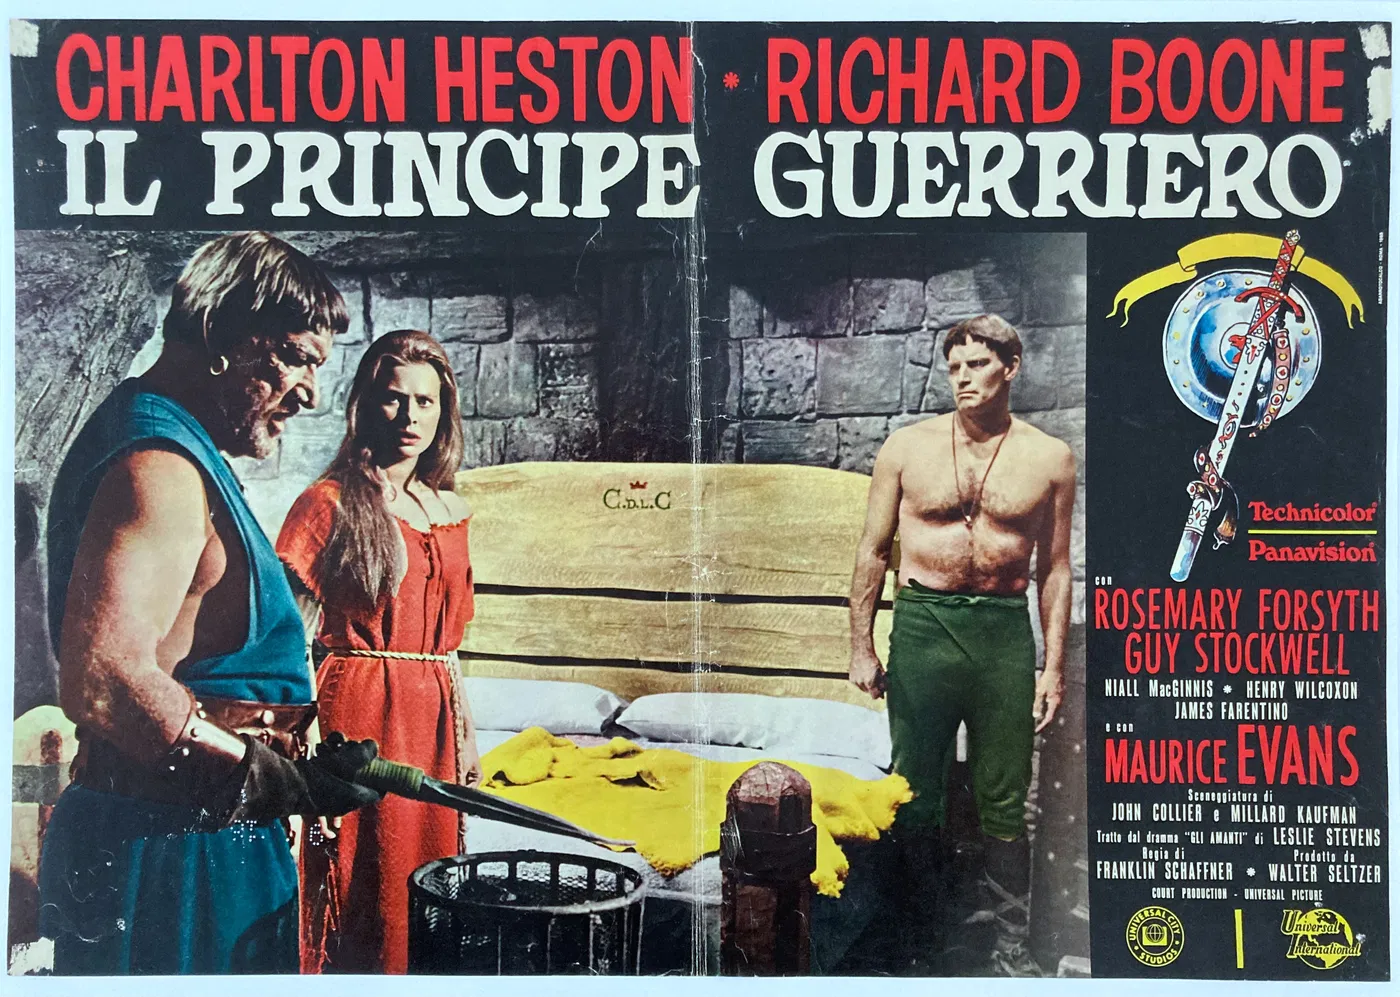 CHARLTON HESTON * RICHARD BOONE
IL PRINCIPE GUERRIERO
C.D.L.C
Technicolor
Panavision
con
ROSEMARY FORSYTH
GUY STOCKWELL
NIALL MacGINNIS * HENRY WILCOXON
JAMES FARENTINO
e con
MAURICE EVANS
Sceneggiatura di
JOHN COLLIER e MILLARD KAUFMAN
Tratto dal dramma "GLI AMANTI" di LESLIE STEVENS
Regia di
FRANKLIN SCHAFFNER *
Prodotto da
WALTER SELTZER
COURT PRODUCTION - UNIVERSAL PICTURE
UNIVERSAL CITY STUDIOS
Universal International